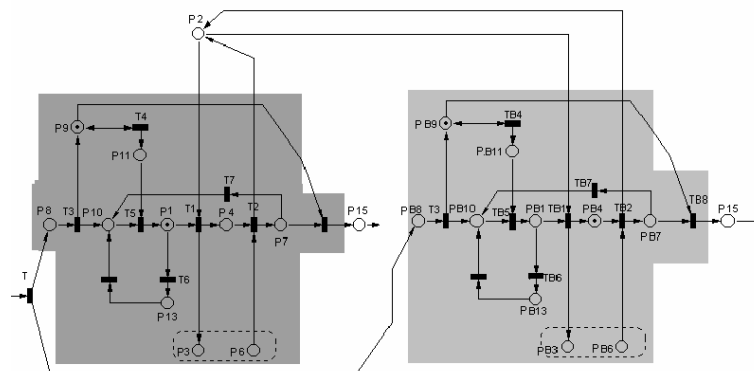 P2
T4
P9
P11
T7
P8
T3
P10
T5
P1
T1
P4
T2
P7
P15
T6
T
P13
P3
P6
TB4
PB9
PB11
TB7
TB8
PB8
T3
PB10
TB5
PB1
TB1
PB4
TB2
PB7
P15
TB6
PB13
PB3
PB6